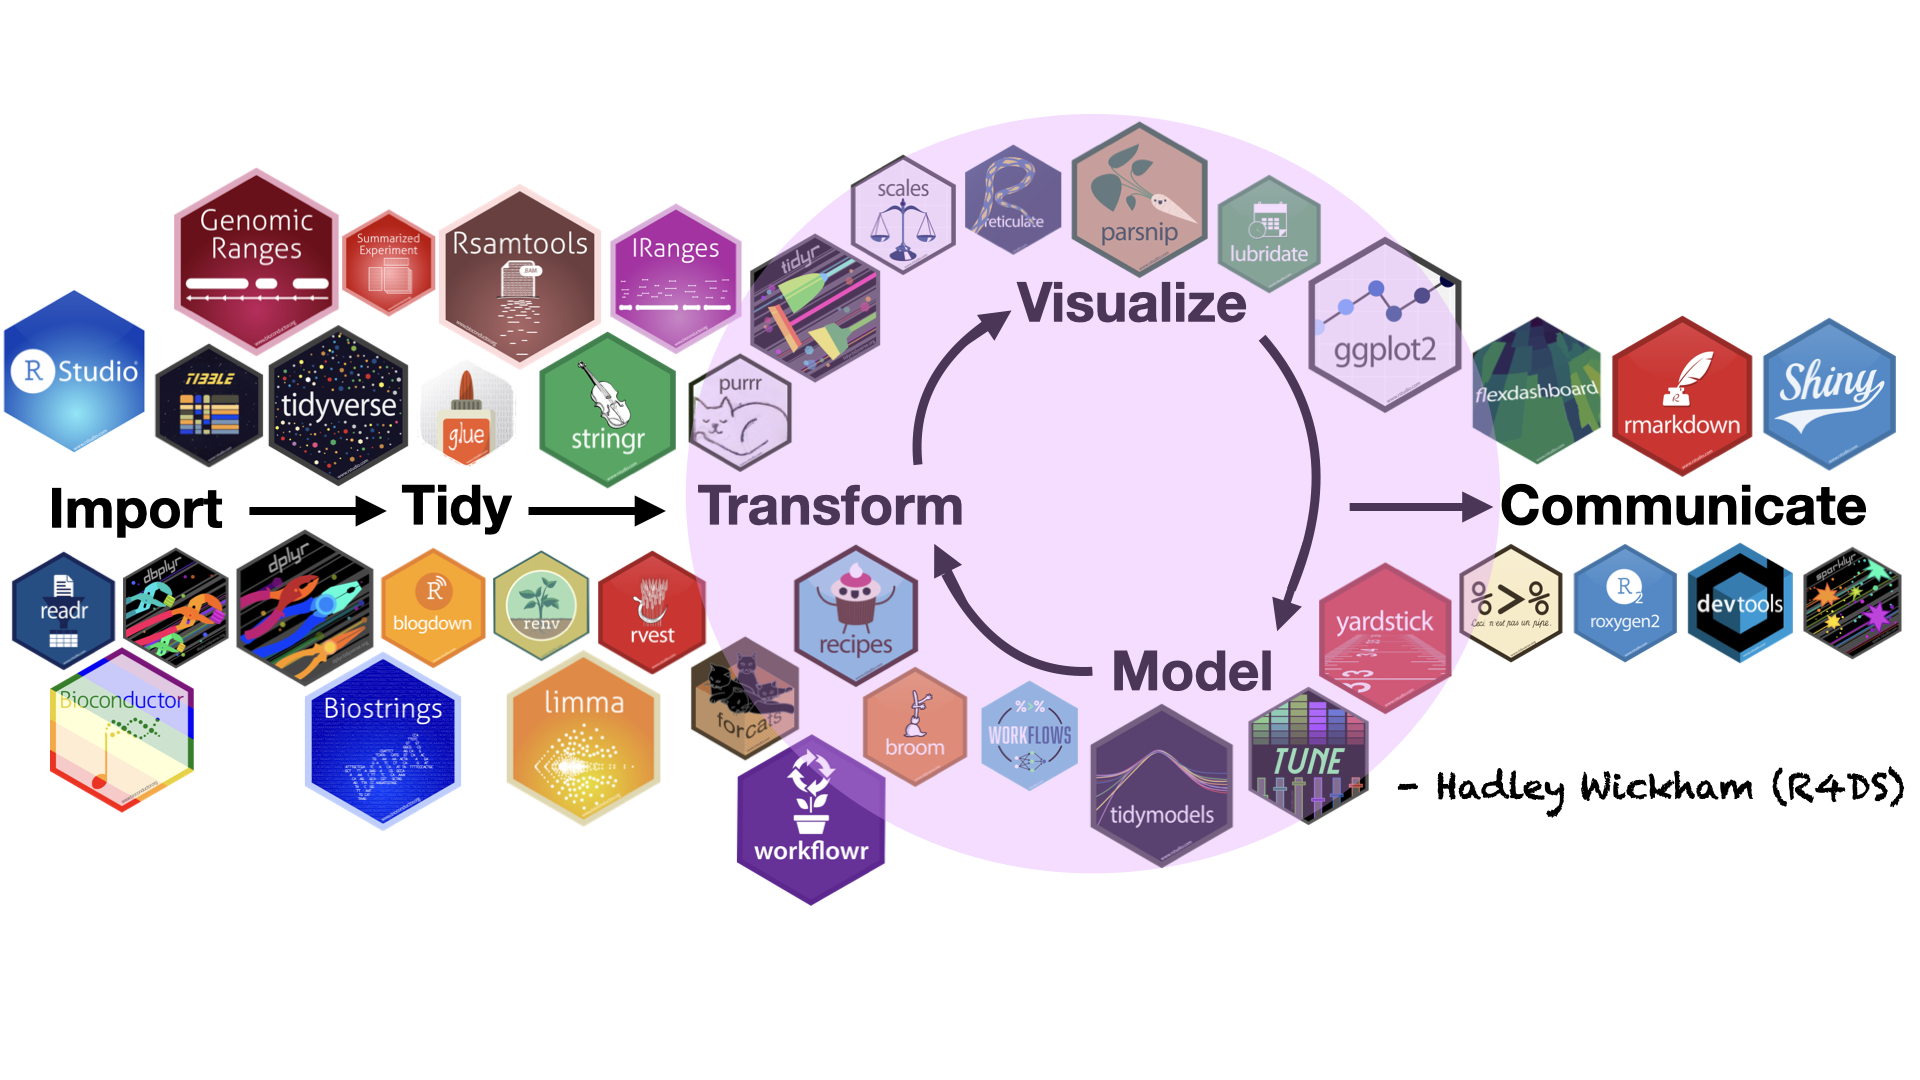 Genomic
Ranges
Summarized
Experiment
Rsamtools
BAM
IRanges
tidyr
scales
reticulate
parsnip
lubridate
ggplot2
R Studio
TIBBLE
tidyverse
glue
stringr
purrr
flexdashboard
rmarkdown
Shiny
Visualize
Import
Tidy
Transform
Communicate
readr
dbplyr
dplyr
R
blogdown
renv
rvest
recipes
Model
yardstick
%>%
Ceci n'est pas un pipe.
R2
roxygen2
devtools
sparklyr
Bioconductor
Biostrings
limma
forcats
broom
%>%
WORKFLOWS
workflowr
tidymodels
TUNE
- Hadley Wickham (R4DS)